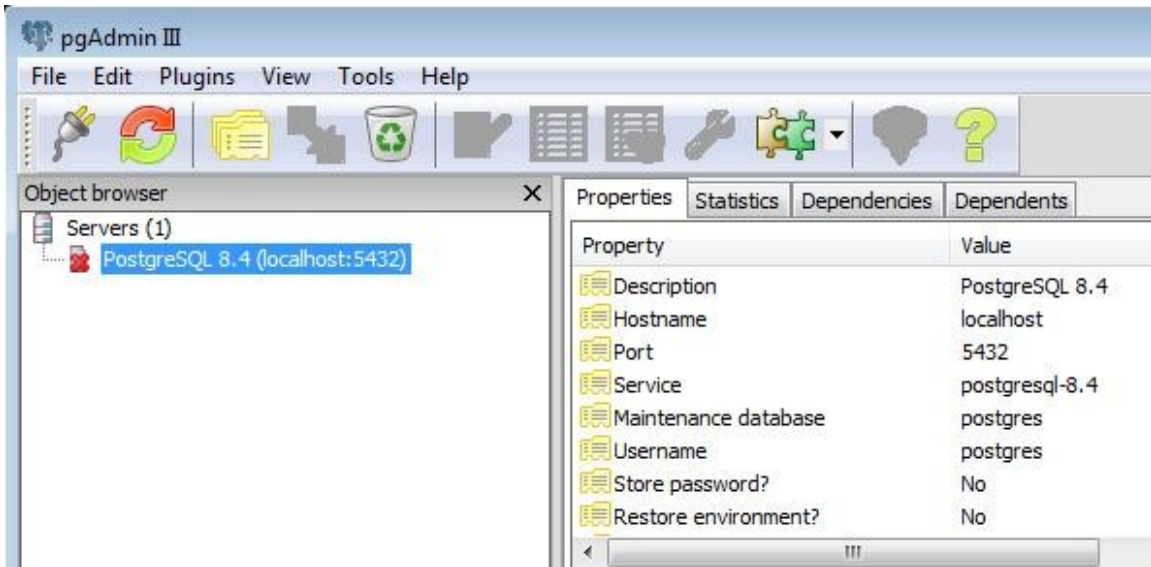 pgAdmin III
File Edit Plugins View Tools Help
Object browser X
Servers (1)
PostgreSQL 8.4 (localhost:5432)
Properties Statistics Dependencies Dependents
Property Value
Description PostgreSQL 8.4
Hostname localhost
Port 5432
Service postgresql-8.4
Maintenance database postgres
Username postgres
Store password? No
Restore environment? No